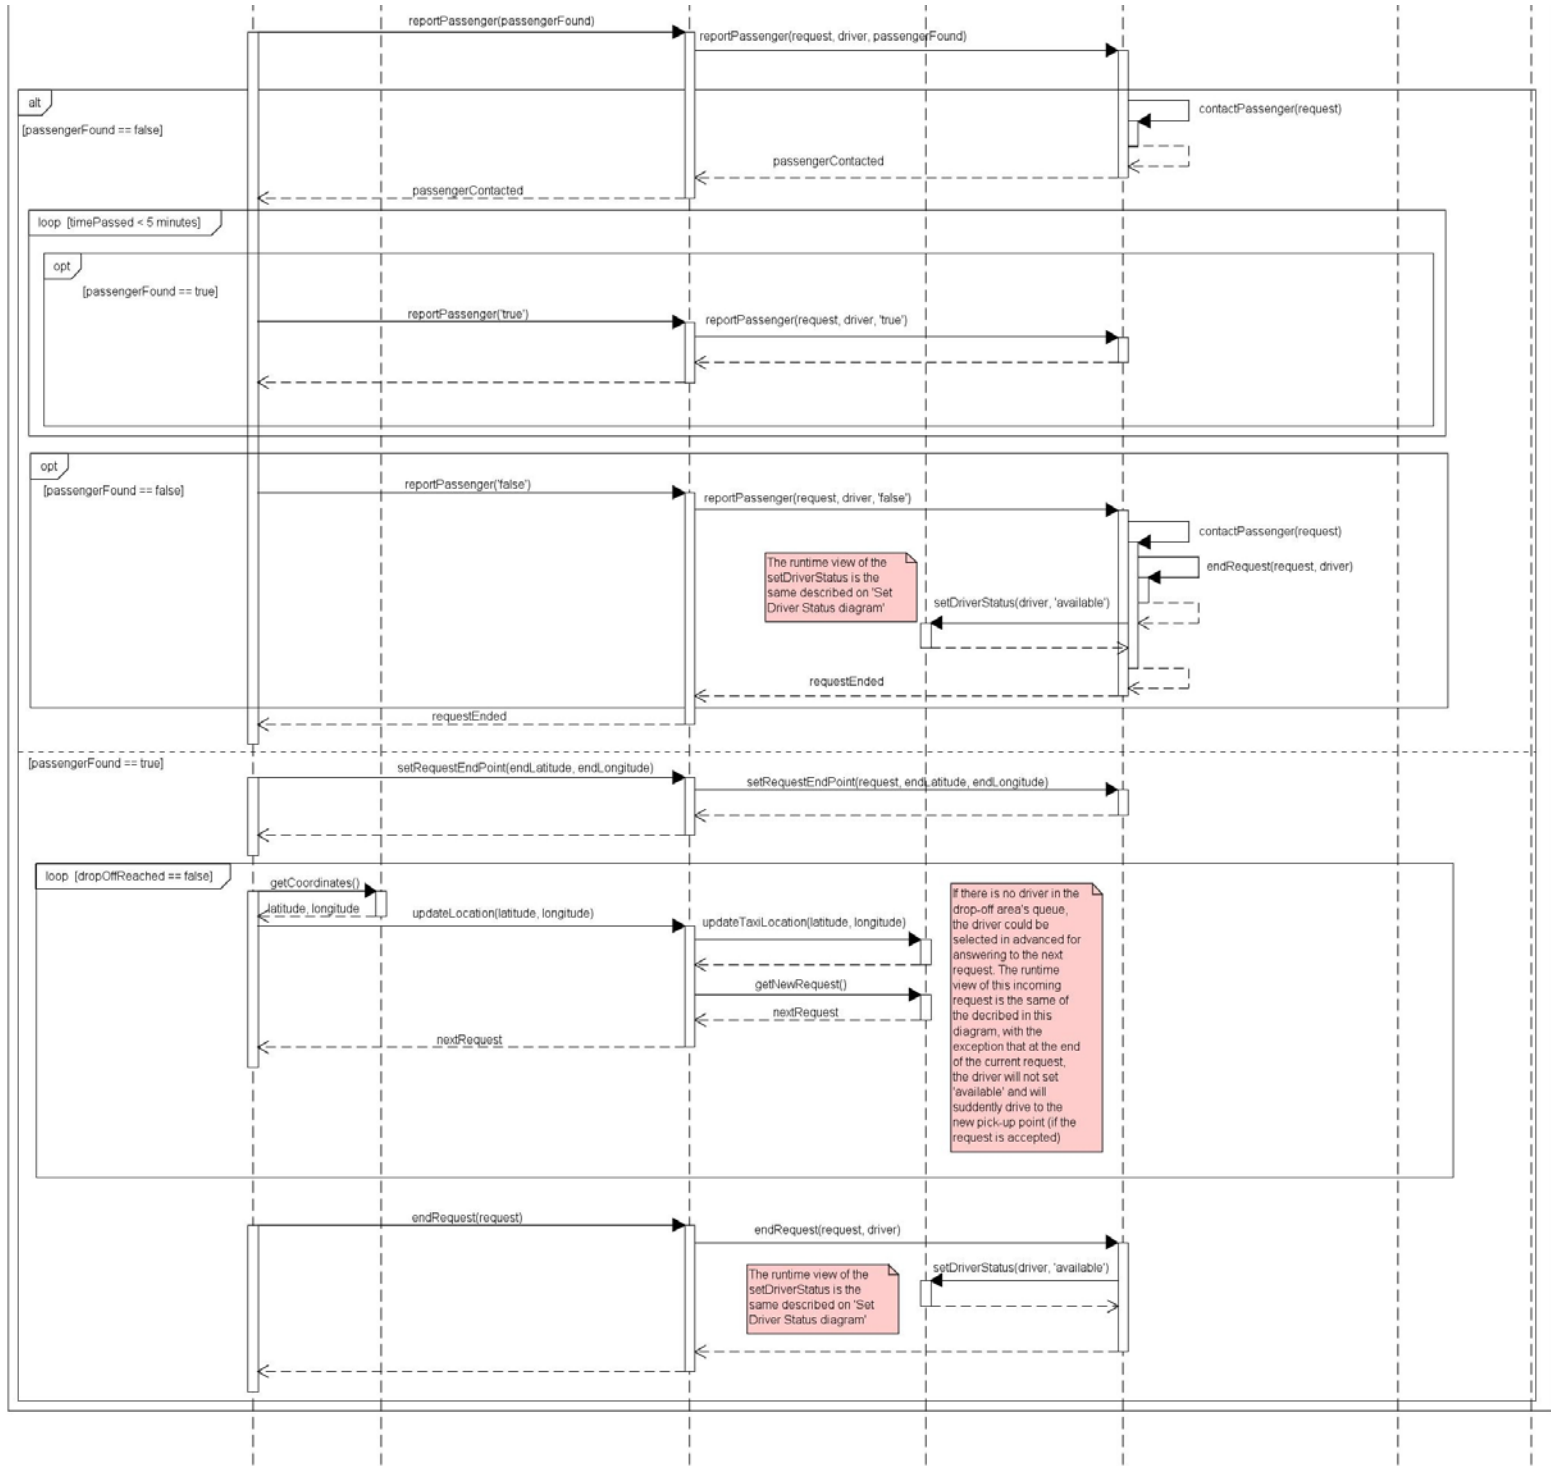 reportPassenger(passengerFound)
reportPassenger(request, driver, passengerFound)
alt
contactPassenger(request)
[passengerFound == false]
passengerContacted
passengerContacted
loop [timePassed < 5 minutes]
opt
[passengerFound == true]
reportPassenger('true')
reportPassenger(request, driver, 'true')
opt
[passengerFound == false]
reportPassenger('false')
reportPassenger(request, driver, 'false')
contactPassenger(request)
The runtime view of the
setDriverStatus is the
same described on 'Set
Driver Status diagram'
endRequest(request, driver)
setDriverStatus(driver, 'available')
requestEnded
requestEnded
[passengerFound == true]
setRequestEndPoint(endLatitude, endLongitude)
setRequestEndPoint(request, endLatitude, endLongitude)
loop [dropOffReached == false]
getCoordinates()
latitude, longitude
updateLocation(latitude, longitude)
updateTaxiLocation(latitude, longitude)
getNewRequest()
nextRequest
nextRequest
If there is no driver in the
drop-off area's queue,
the driver could be
selected in advanced for
answering to the next
request. The runtime
view of this incoming
request is the same of
the decribed in this
diagram, with the
exception that at the end
of the current request,
the driver will not set
'available' and will
suddently drive to the
new pick-up point (if the
request is accepted)
endRequest(request)
endRequest(request, driver)
setDriverStatus(driver, 'available')
The runtime view of the
setDriverStatus is the
same described on 'Set
Driver Status diagram'